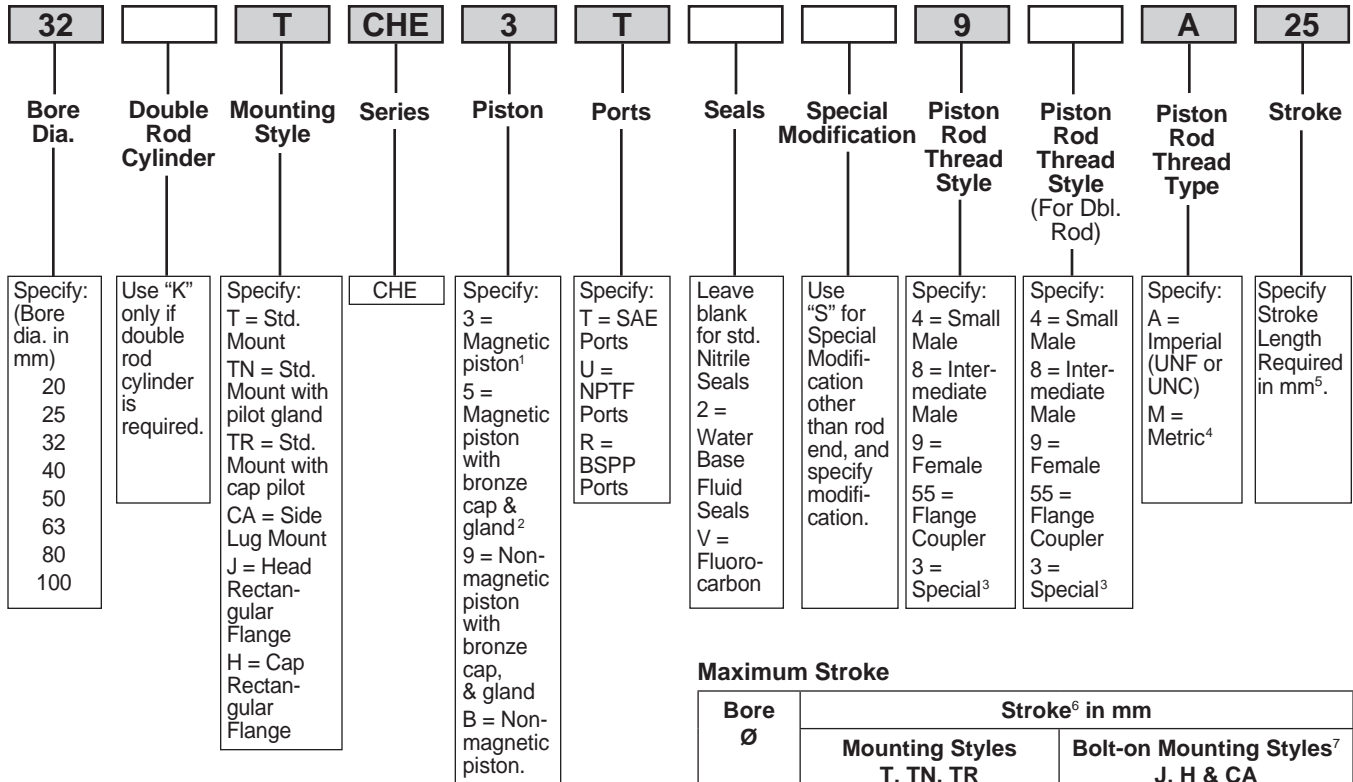 32 T CHE 3 T 9 A 25
Bore
Dia.
Double
Rod
Cylinder
Mounting
Style
Series
Piston
Ports
Seals
Special
Modification
Piston
Rod
Thread
Style
Piston
Rod
Thread
Style
(For Dbl.
Rod)
Piston
Rod
Thread
Type
Stroke
Specify:
(Bore
dia. in
mm)
20
25
32
40
50
63
80
100
Use “K”
only if
double
rod
cylinder
is
required.
Specify:
T = Std.
Mount
TN = Std.
Mount with
pilot gland
TR = Std.
Mount with
cap pilot
CA = Side
Lug Mount
J = Head
Rectan-
gular
Flange
H = Cap
Rectan-
gular
Flange
CHE
Specify:
3 =
Magnetic
piston1
5 =
Magnetic
piston
with
bronze
cap &
gland2
9 = Non-
magnetic
piston
with
bronze
cap,
& gland
B = Non-
magnetic
piston.
Specify:
T = SAE
Ports
U =
NPTF
Ports
R =
BSPP
Ports
Leave
blank
for std.
Nitrile
Seals
2 =
Water
Base
Fluid
Seals
V =
Fluoro-
carbon
Use
“S” for
Special
Modifi-
cation
other
than rod
end, and
specify
modifi-
cation.
Specify:
4 = Small
Male
8 = Inter-
mediate
Male
9 =
Female
55 =
Flange
Coupler
3 =
Special3
Specify:
4 = Small
Male
8 = Inter-
mediate
Male
9 =
Female
55 =
Flange
Coupler
3 =
Special3
Specify:
A =
Imperial
(UNF or
UNC)
M =
Metric4
Specify
Stroke
Length
Required
in mm5.
Maximum Stroke
Bore
Ø
Stroke6 in mm
Mounting Styles
T, TN, TR
Bolt-on Mounting Styles7
J, H & CA